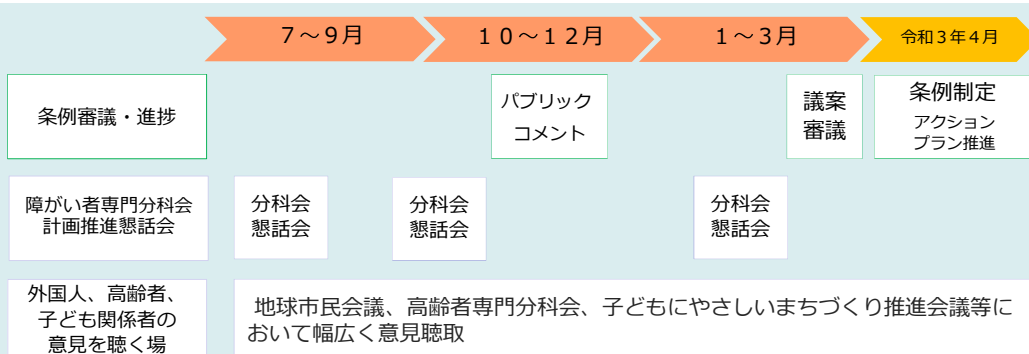 ７～９月
１０～１２月
１～３月
令和３年４月
条例審議・進捗
パブリック
コメント
議案
審議
条例制定
アクション
プラン推進
障がい者専門分科会
計画推進懇話会
分科会
懇話会
分科会
懇話会
分科会
懇話会
外国人、高齢者、
子ども関係者の
意見を聴く場
地球市民会議、高齢者専門分科会、子どもにやさしいまちづくり推進会議等に
おいて幅広く意見聴取